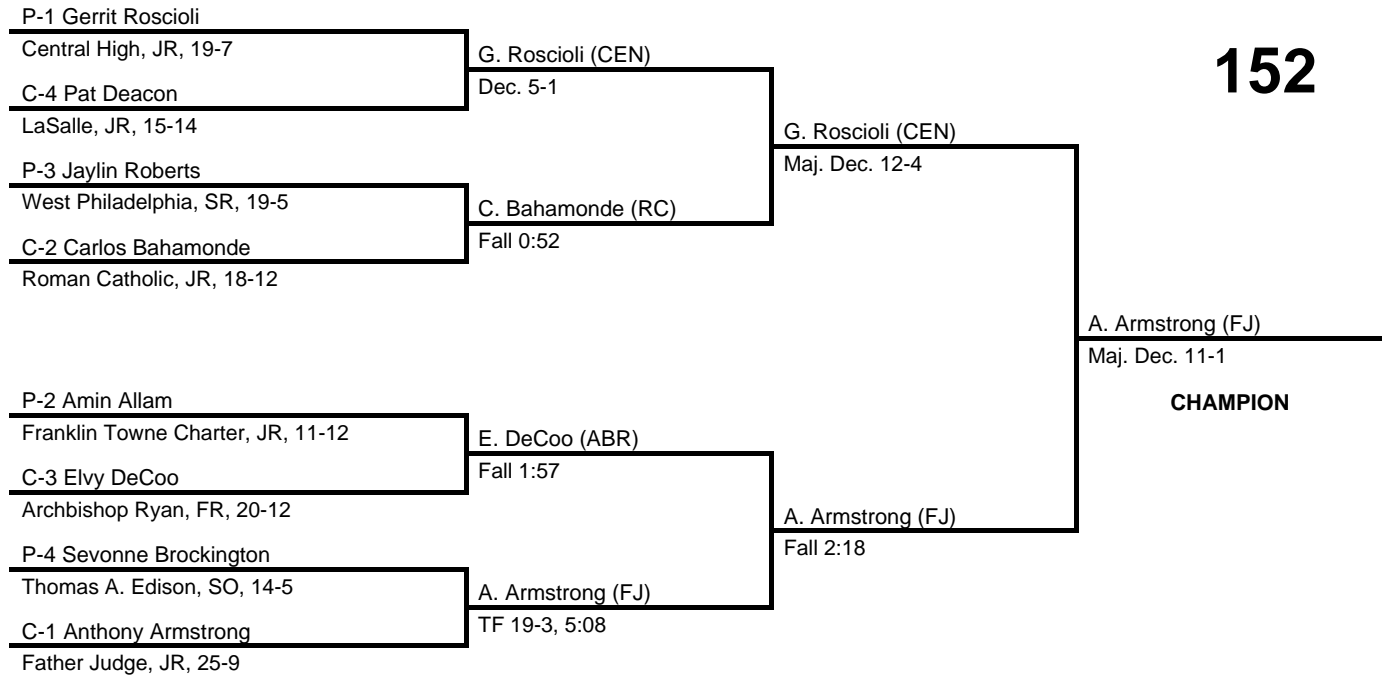 P-1 Gerrit Roscioli
Central High, JR, 19-7
C-4 Pat Deacon
LaSalle, JR, 15-14
P-3 Jaylin Roberts
West Philadelphia, SR, 19-5
C-2 Carlos Bahamonde
Roman Catholic, JR, 18-12
P-2 Amin Allam
Franklin Towne Charter, JR, 11-12
C-3 Elvy DeCoo
Archbishop Ryan, FR, 20-12
P-4 Sevonne Brockington
Thomas A. Edison, SO, 14-5
C-1 Anthony Armstrong
Father Judge, JR, 25-9
G. Roscioli (CEN)
Dec. 5-1
C. Bahamonde (RC)
Fall 0:52
E. DeCoo (ABR)
Fall 1:57
A. Armstrong (FJ)
TF 19-3, 5:08
G. Roscioli (CEN)
Maj. Dec. 12-4
A. Armstrong (FJ)
Fall 2:18
152
A. Armstrong (FJ)
Maj. Dec. 11-1
CHAMPION